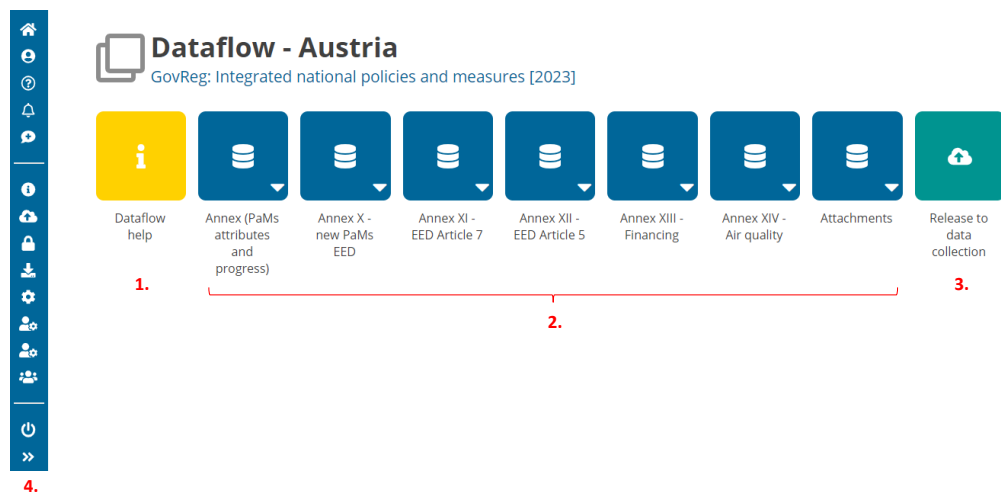 Dataflow - Austria
GovReg: Integrated national policies and measures [2023]
Dataflow
help
Annex (PaMs
attributes
and
progress)
Annex X -
new PaMs
EED
Annex XI -
EED Article 7
Annex XII -
EED Article 5
Annex XIII -
Financing
Annex XIV -
Air quality
Attachments
Release to
data
collection
1.
2.
3.
4.